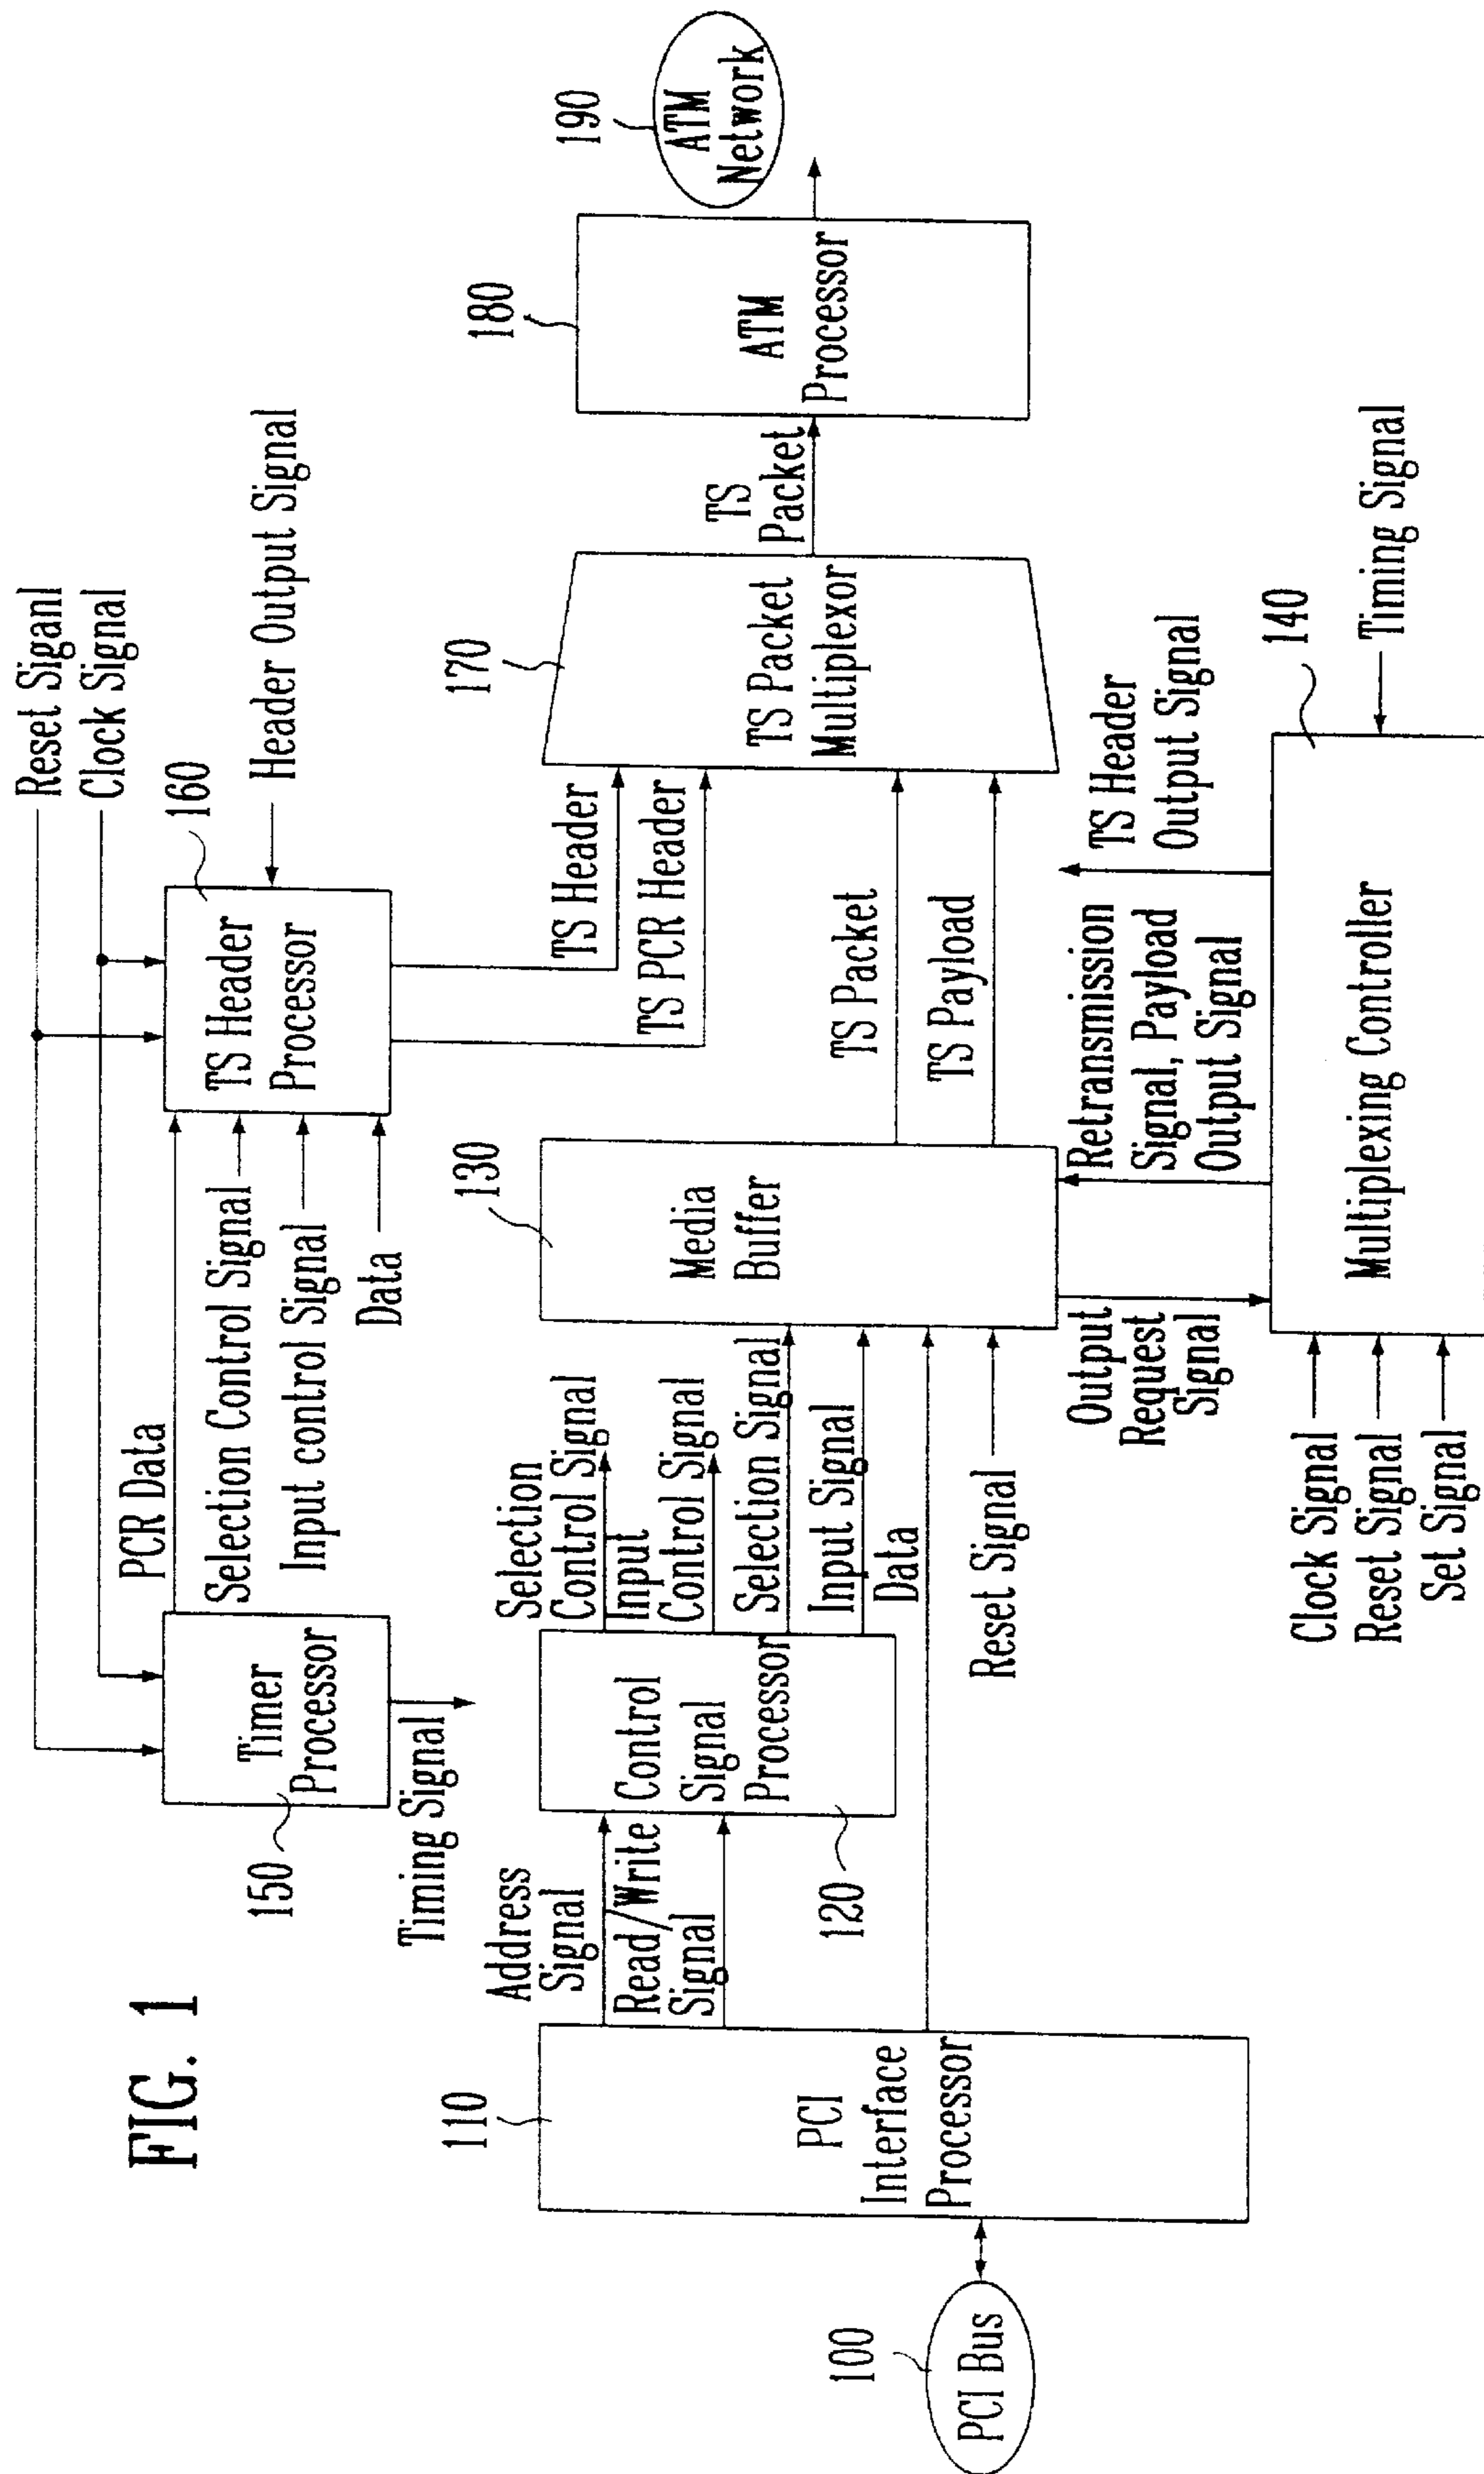 FIG. 1
Reset Siganl
Clock Signal
150
Timer
Processor
PCR Data
Selection Control Signal
Input control Signal
Data
160
TS Header
Processor
Header Output Signal
Timing Signal
TS Header
TS PCR Header
100
PCI Bus
110
PCI
Interface
Processor
Address
Signal
Read/Write
Signal
120
Control
Signal
Processor
Selection
Control Signal
Input
Control Signal
Selection Signal
Input Signal
Data
Reset Signal
130
Media
Buffer
TS Packet
TS Payload
170
TS Packet
Multiplexor
TS
Packet
180
ATM
Processor
190
ATM
Network
Output
Request
Signal
Retransmission
Signal, Payload
Output Signal
TS Header
Output Signal
140
Multiplexing Controller
Timing Signal
Clock Signal
Reset Signal
Set Signal